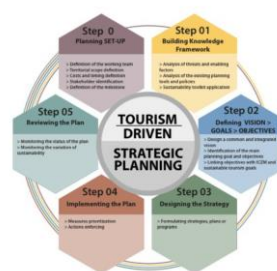 Step 0
Planning SET-UP
> Definition of the working team
> Territorial scope definition
> Costs and timing definition
> Stakeholder identification
> Definition of the milestone
Step 01
Building Knowledge
Framework
> Analysis of threats and enabling
factors
> Analysis of the existing planning
tools and policies
> Sustainability toolkit application
Step 02
Defining VISION >
GOALS > OBJECTIVES
> Design a common and integrated
vision
> Identification of the main
planning goal and objectives
> Linking objectives with ICZM and
sustainable tourism goals
Step 03
Designing the Strategy
> Formulating strategies, plans or
programs
Step 04
Implementing the Plan
> Resource prioritization
> Actions enforcing
Step 05
Reviewing the Plan
> Monitoring the status of the plan
> Monitoring the variation of
sustainability
TOURISM
DRIVEN
STRATEGIC
PLANNING